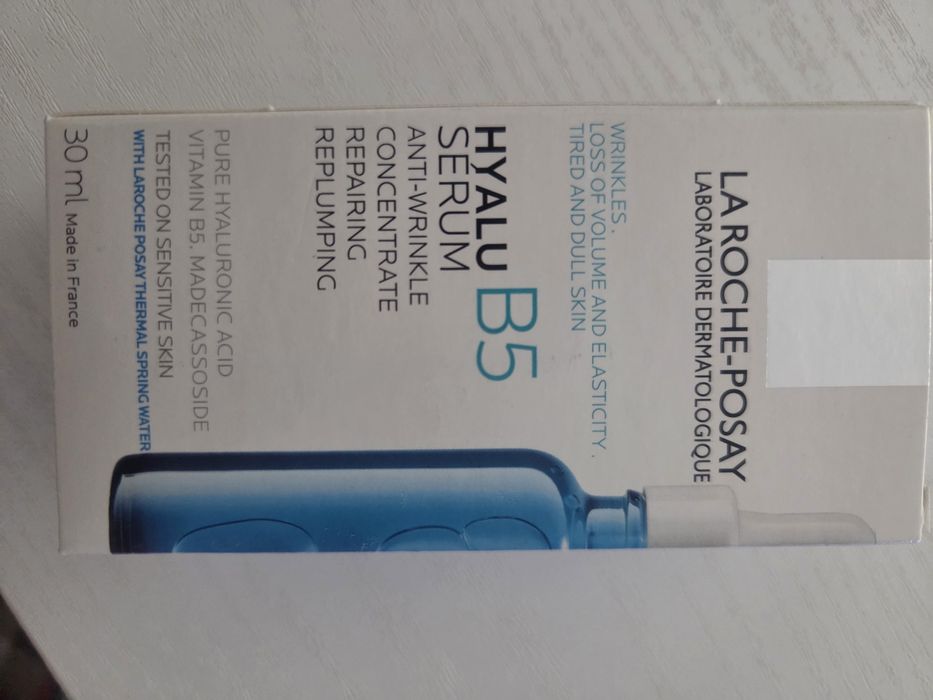 LA ROCHE-POSAY
LABORATOIRE DERMATOLOGIQUE
WRINKLES .
LOSS OF VOLUME AND ELASTICITY .
TIRED AND DULL SKIN
HYALU B5
SERUM
ANTI-WRINKLE
CONCENTRATE
REPAIRING
REPLUMPING
PURE HYALURONIC ACID
VITAMIN B5. MADECASSOSIDE
TESTED ON SENSITIVE SKIN
WITH LA ROCHE POSAY THERMAL SPRING WATER
30 ml Made in France